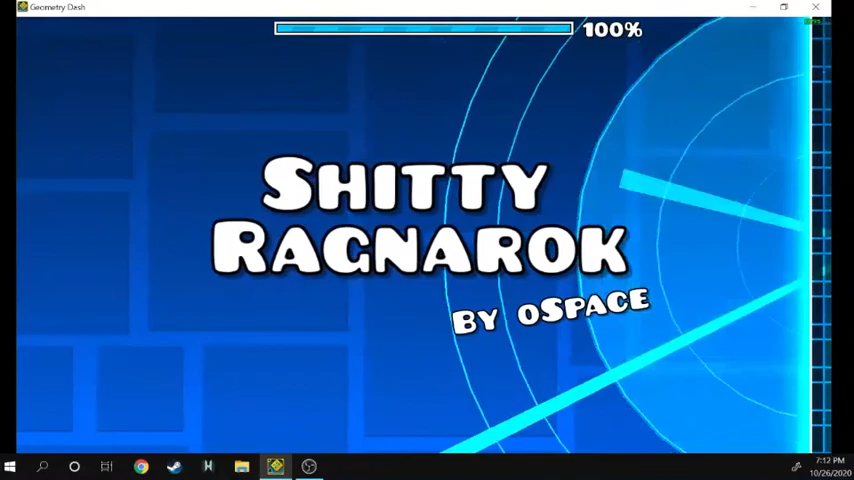 Geometry Dash
100%
SHITTY
RAGNAROK
BY OSPACE
7:12 PM
10/26/2020